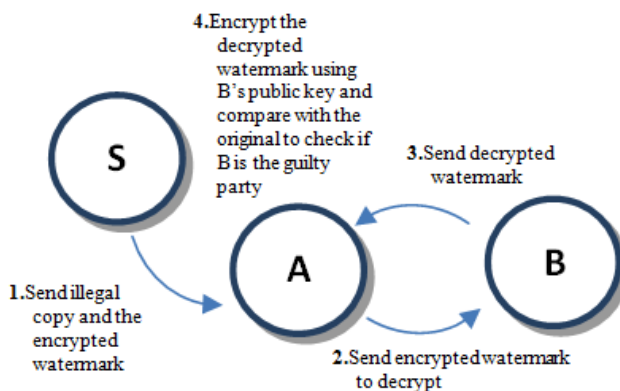 4.Encrypt the
decrypted
watermark using
B's public key and
compare with the
original to check if
B is the guilty
party
S
3.Send decrypted
watermark
A
B
1.Send illegal
copy and the
encrypted
watermark
2.Send encrypted watermark
to decrypt